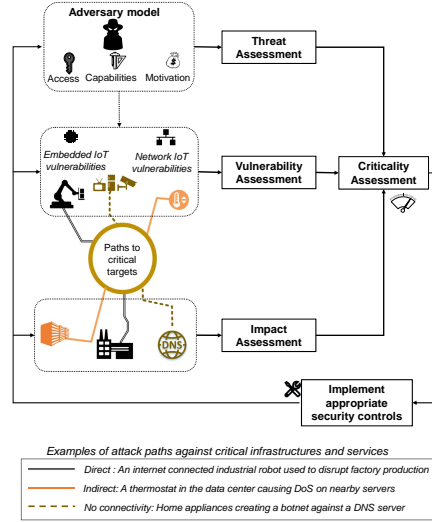 Adversary model
Access
Capabilities
Motivation
Threat
Assessment
Embedded IoT
vulnerabilities
Network IoT
vulnerabilities
Vulnerability
Assessment
Criticality
Assessment
Paths to
critical
targets
DNS
Impact
Assessment
Implement
appropriate
security controls
Examples of attack paths against critical infrastructures and services
Direct : An internet connected industrial robot used to disrupt factory production
Indirect: A thermostat in the data center causing DoS on nearby servers
No connectivity: Home appliances creating a botnet against a DNS server